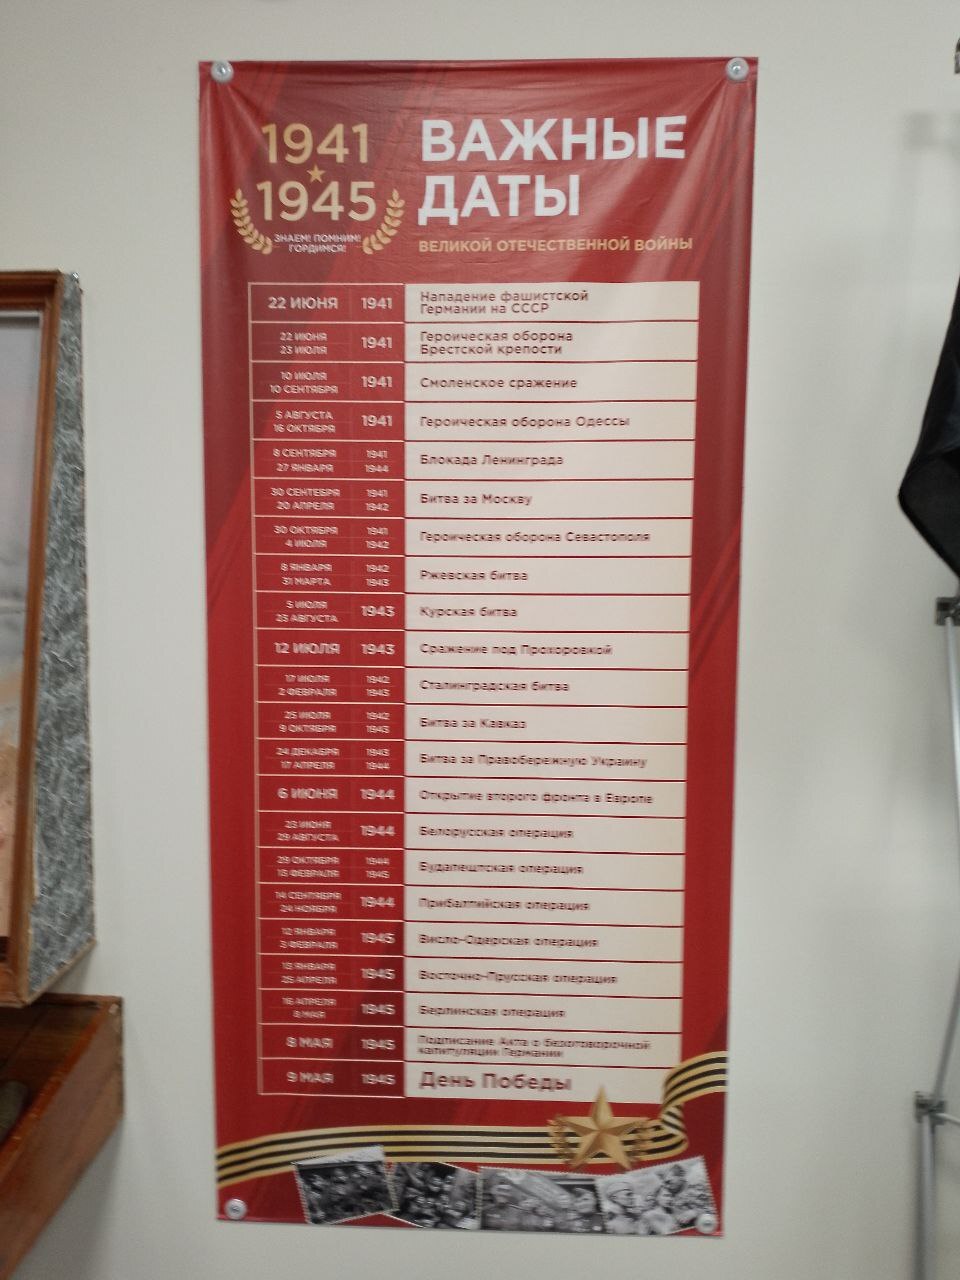 1941
1945
ЗНАЕМ! ПОМНИМ!
ГОРДИМСЯ!
ВАЖНЫЕ
ДАТЫ
ВЕЛИКОЙ ОТЕЧЕСТВЕННОЙ ВОЙНЫ
22 ИЮНЯ 1941 Нападение фашистской
Германии на СССР
22 ИЮНЯ
23 ИЮЛЯ
1941
Героическая оборона
Брестской крепости
10 ИЮЛЯ
10 СЕНТЯБРЯ
1941
Смоленское сражение
5 АВГУСТА
16 ОКТЯБРЯ
1941
Героическая оборона Одессы
8 СЕНТЯБРЯ 1941
27 ЯНВАРЯ 1944
Блокада Ленинграда
30 СЕНТЕБРЯ 1941
20 АПРЕЛЯ 1942
Битва за Москву
30 ОКТЯБРЯ 1941
4 ИЮЛЯ 1942
Героическая оборона Севастополя
8 ЯНВАРЯ 1942
31 МАРТА 1943
Ржевская битва
5 ИЮЛЯ
23 АВГУСТА
1943
Курская битва
12 ИЮЛЯ 1943 Сражение под Прохоровкой
17 ИЮЛЯ 1942
2 ФЕВРАЛЯ 1943
Сталинградская битва
25 ИЮЛЯ 1942
9 ОКТЯБРЯ 1943
Битва за Кавказ
24 ДЕКАБРЯ 1943
17 АПРЕЛЯ 1944
Битва за Правобережную Украину
6 ИЮНЯ 1944 Открытие второго фронта в Европе
23 ИЮНЯ
29 АВГУСТА
1944
Белорусская операция
29 ОКТЯБРЯ 1944
13 ФЕВРАЛЯ 1945
Будапештская операция
14 СЕНТЯБРЯ
24 НОЯБРЯ
1944
Прибалтийская операция
12 ЯНВАРЯ
3 ФЕВРАЛЯ
1945
Висло-Одерская операция
13 ЯНВАРЯ
25 АПРЕЛЯ
1945
Восточно-Прусская операция
16 АПРЕЛЯ
8 МАЯ
1945
Берлинская операция
8 МАЯ 1945 Подписание Акта о безоговорочной
капитуляции Германии
9 МАЯ 1945 День Победы